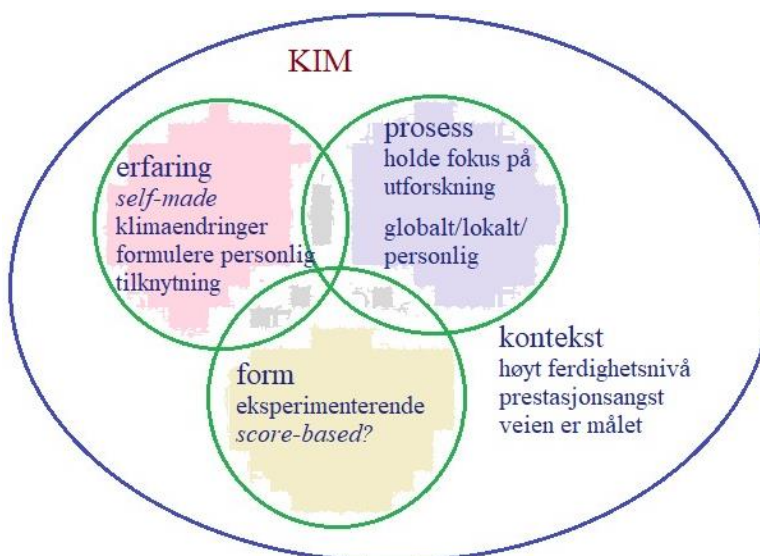 KIM
erfaring
self-made
klimaendringer
formulere personlig
tilknytning
prosess
holde fokus på
utforskning
globalt/lokalt/
personlig
form
eksperimenterende
score-based?
kontekst
høyt ferdighetsnivå
prestasjonsangst
veien er målet